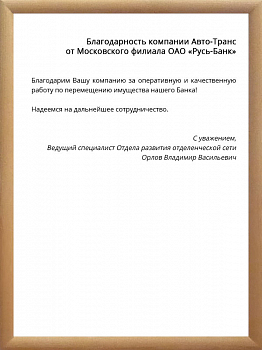 Благодарность компании Авто-Транс
от Московского филиала ОАО «Русь-Банк»
Благодарим Вашу компанию за оперативную и качественную
работу по перемещению имущества нашего Банка!
Надеемся на дальнейшее сотрудничество.
С уважением,
Ведущий специалист Отдела развития отделенческой сети
Орлов Владимир Васильевич